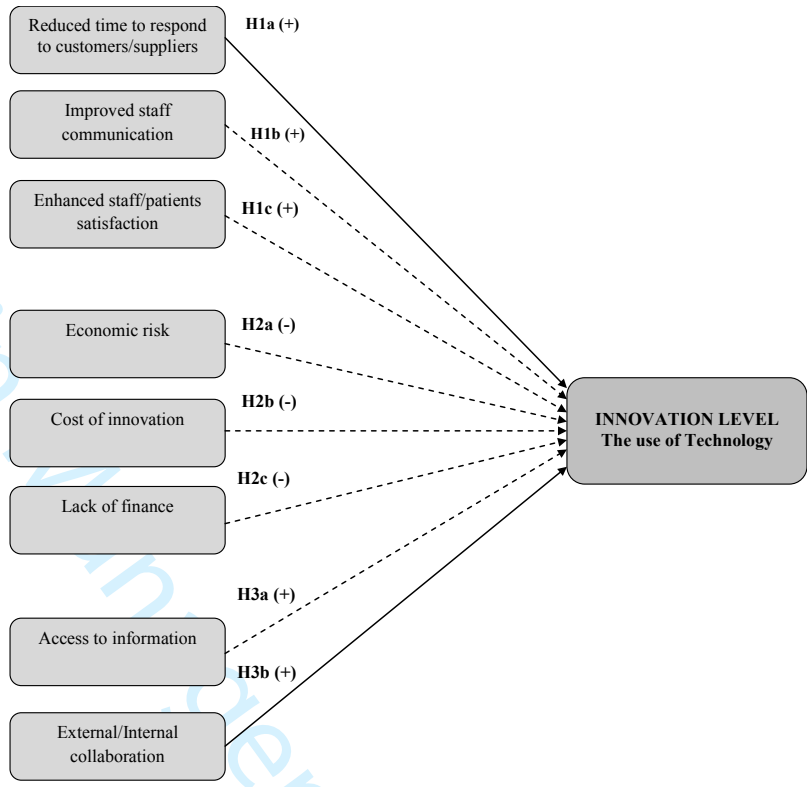 Reduced time to respond
to customers/suppliers
H1a (+)
Improved staff
communication
H1b (+)
Enhanced staff/patients
satisfaction
H1c (+)
Economic risk
H2a (-)
Cost of innovation
H2b (-)
INNOVATION LEVEL
The use of Technology
Lack of finance
H2c (-)
Access to information
H3a (+)
External/Internal
collaboration
H3b (+)